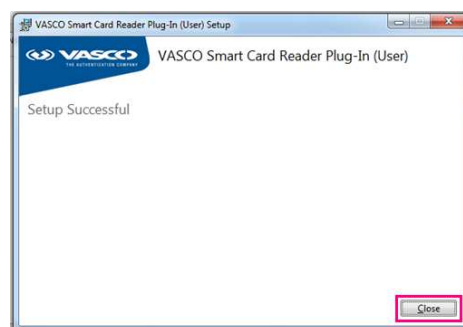 VASCO Smart Card Reader Plug-In (User) Setup
VASCO
THE AUTHENTICATION COMPANY
VASCO Smart Card Reader Plug-In (User)
Setup Successful
Close